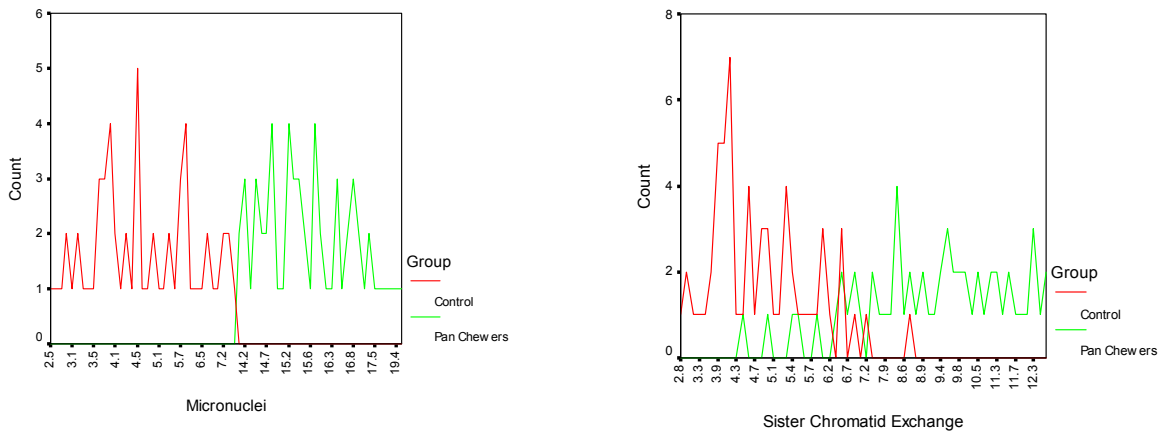 6
5
4
3
2
1
0
Count
2.5 3.1 3.5 4.1 4.5 5.1 5.7 6.5 7.2 14.2 14.7 15.2 15.6 16.3 16.8 17.5 19.4
Micronuclei
Group
Control
Pan Chewers
8
6
4
2
0
Count
2.8 3.3 3.9 4.3 4.7 5.1 5.4 5.7 6.2 6.7 7.2 7.9 8.6 8.9 9.4 9.8 10.5 11.3 11.7 12.3
Sister Chromatid Exchange
Group
Control
Pan Chewers